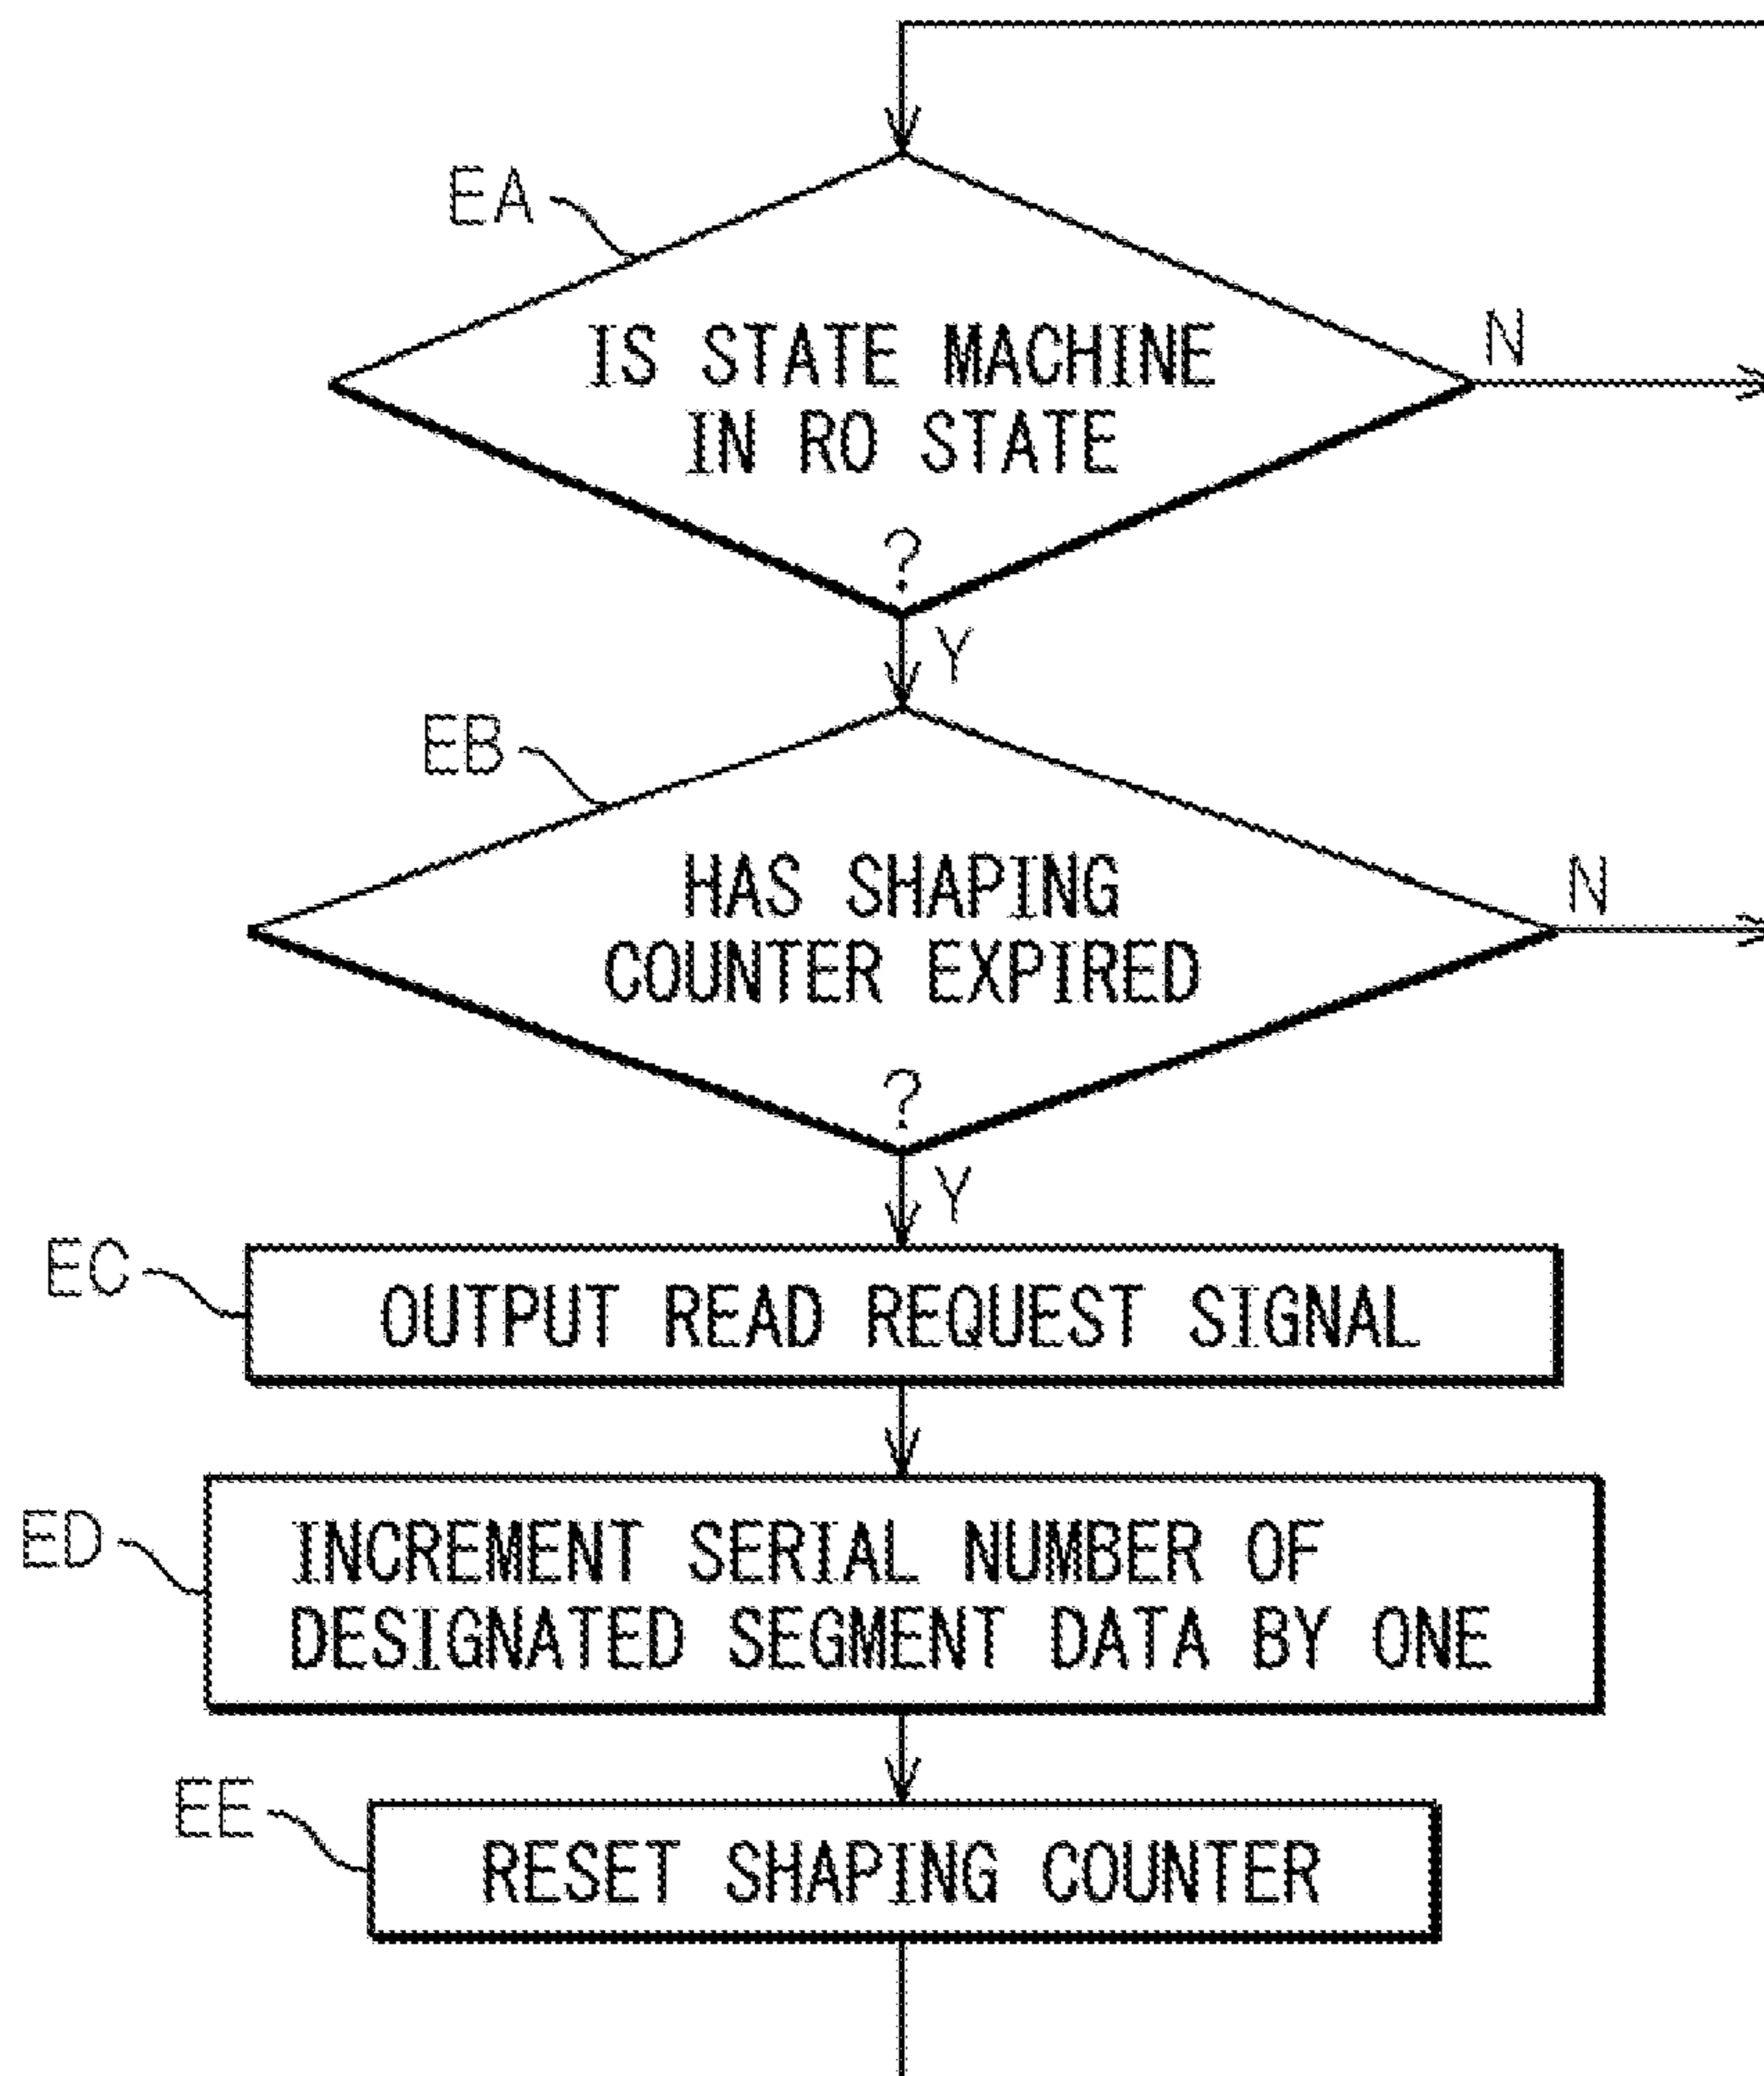 EA
IS STATE MACHINE
IN R0 STATE
?
N
Y
EB
HAS SHAPING
COUNTER EXPIRED
?
N
Y
EC
OUTPUT READ REQUEST SIGNAL
ED
INCREMENT SERIAL NUMBER OF
DESIGNATED SEGMENT DATA BY ONE
EE
RESET SHAPING COUNTER